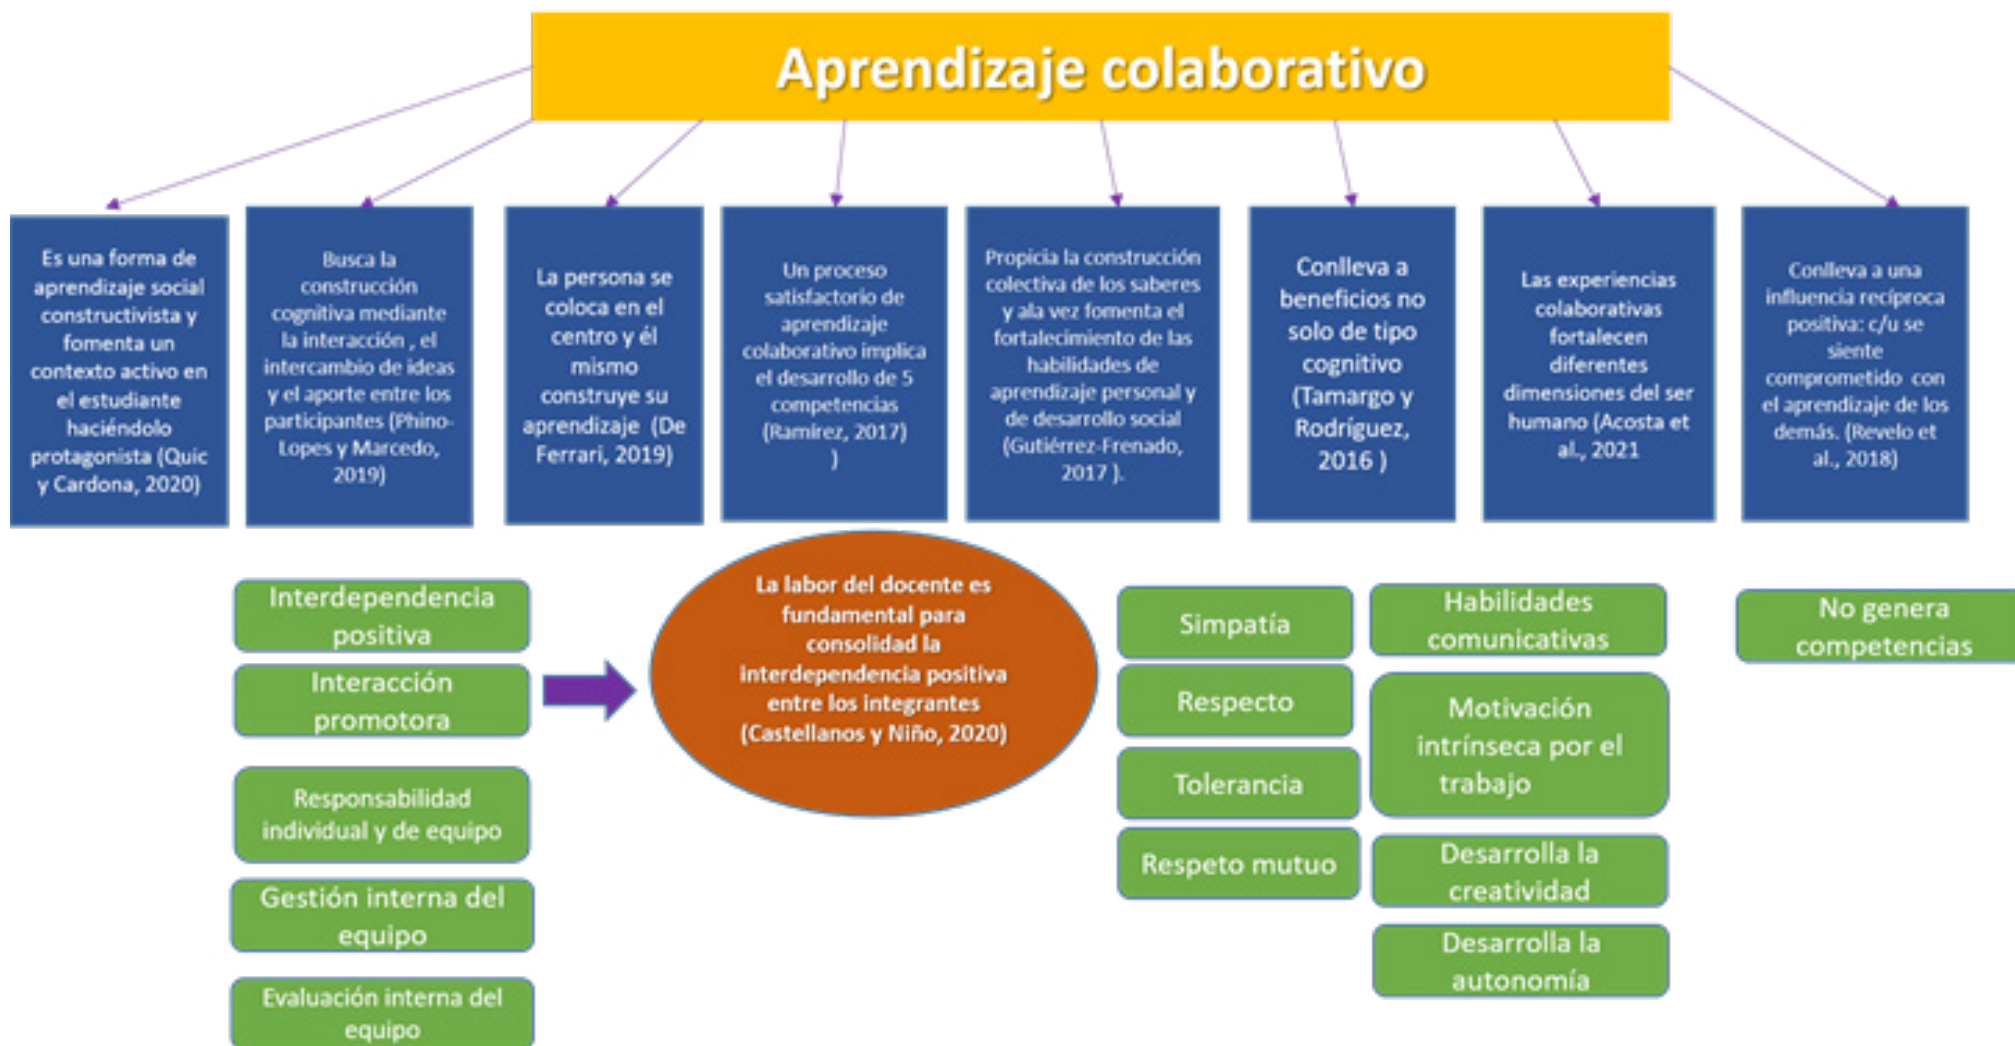 Aprendizaje colaborativo
Es una forma de
aprendizaje social
constructivista y
fomenta un
contexto activo en
el estudiante
haciéndolo
protagonista (Quic
y Cardona, 2020)
Busca la
construcción
cognitiva mediante
la interacción , el
intercambio de ideas
y el aporte entre los
participantes (Phino-
Lopes y Marcedo,
2019)
La persona se
coloca en el
centro y él
mismo
construye su
aprendizaje (De
Ferrari, 2019)
Un proceso
satisfactorio de
aprendizaje
colaborativo implica
el desarrollo de 5
competencias
(Ramírez, 2017)
)
Propicia la construcción
colectiva de los saberes
y ala vez fomenta el
fortalecimiento de las
habilidades de
aprendizaje personal y
de desarrollo social
(Gutiérrez-Frenado,
2017 ).
Conlleva a
beneficios no
solo de tipo
cognitivo
(Tamargo y
Rodríguez,
2016 )
Las experiencias
colaborativas
fortalecen
diferentes
dimensiones del ser
humano (Acosta et
al., 2021
Conlleva a una
influencia recíproca
positiva: c/u se
siente
comprometido con
el aprendizaje de los
demás. (Revelo et
al., 2018)
Interdependencia
positiva
Interacción
promotora
Responsabilidad
individual y de equipo
Gestión interna del
equipo
Evaluación interna del
equipo
La labor del docente es
fundamental para
consolidad la
interdependencia positiva
entre los integrantes
(Castellanos y Niño, 2020)
Simpatía
Respecto
Tolerancia
Respeto mutuo
Habilidades
comunicativas
Motivación
intrínseca por el
trabajo
Desarrolla la
creatividad
Desarrolla la
autonomía
No genera
competencias